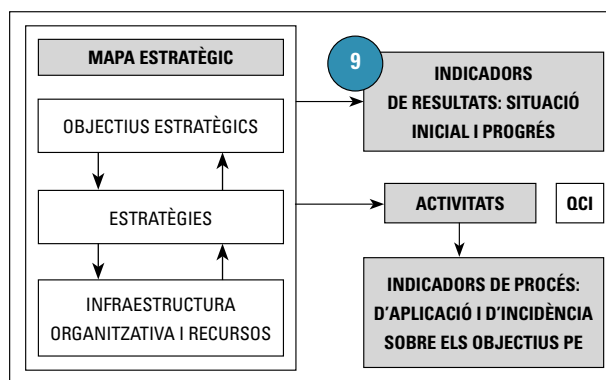 MAPA ESTRATÈGIC
OBJECTIUS ESTRATÈGICS
ESTRATÈGIES
INFRAESTRUCTURA
ORGANITZATIVA I RECURSOS
9
INDICADORS
DE RESULTATS: SITUACIÓ
INICIAL I PROGRÉS
ACTIVITATS
QCI
INDICADORS DE PROCÉS:
D'APLICACIÓ I D'INCIDÈNCIA
SOBRE ELS OBJECTIUS PE